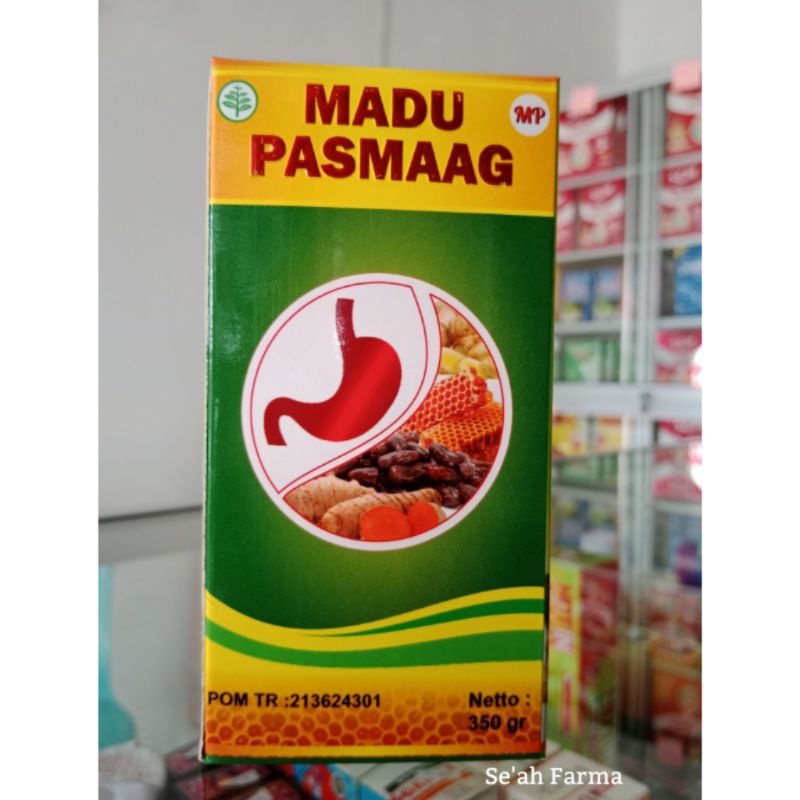 MADU
PASMAAG
MP
POM TR :213624301
Netto :
350 gr
Se'ah Farma